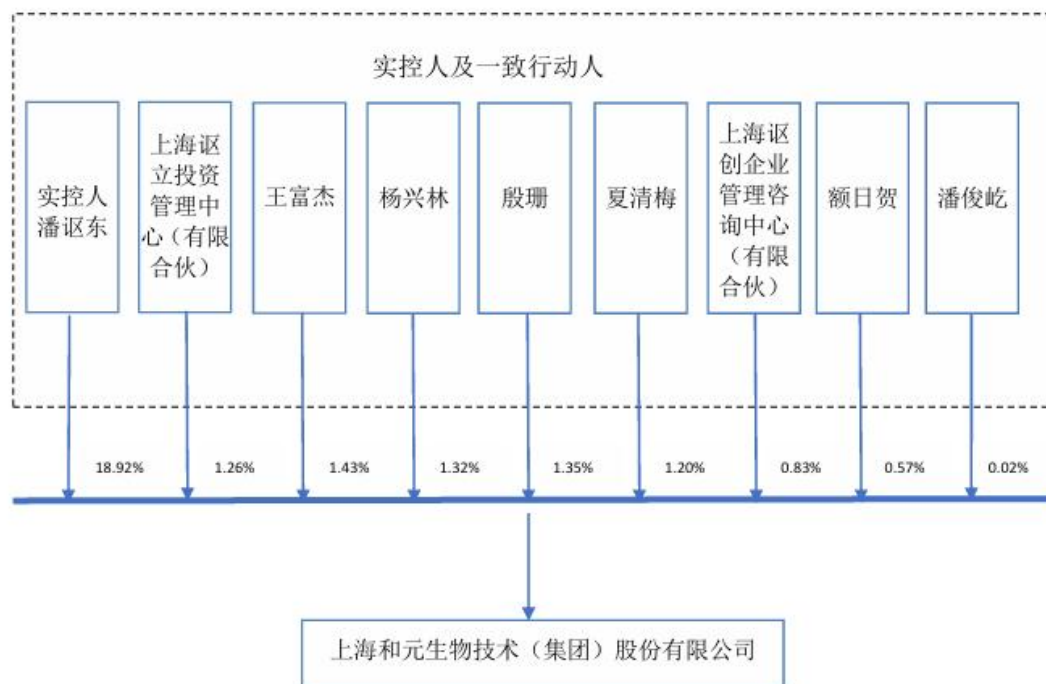 实控人及一致行动人
实控人
潘讴东
上海讴
立投资
管理中
心（有限
合伙）
王富杰
杨兴林
殷珊
夏清梅
上海讴
创企业
管理咨
询中心
（有限
合伙）
额日贺
潘俊屹
18.92%
1.26%
1.43%
1.32%
1.35%
1.20%
0.83%
0.57%
0.02%
上海和元生物技术（集团）股份有限公司